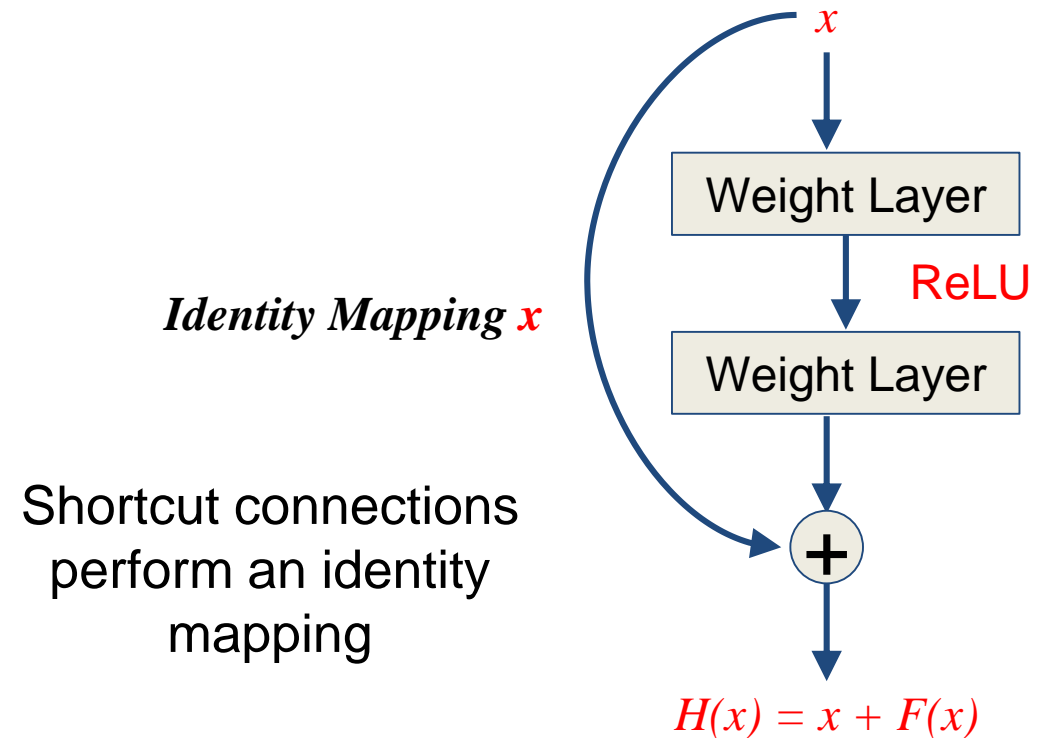 x
Weight Layer
ReLU
Identity Mapping x
Weight Layer
Shortcut connections
perform an identity
mapping
+
H(x) = x + F(x)